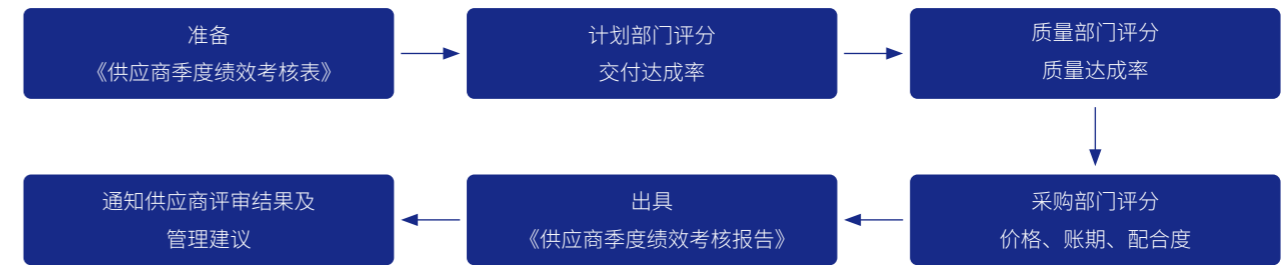 准备
《供应商季度绩效考核表》
计划部门评分
交付达成率
质量部门评分
质量达成率
采购部门评分
价格、账期、配合度
出具
《供应商季度绩效考核报告》
通知供应商评审结果及
管理建议